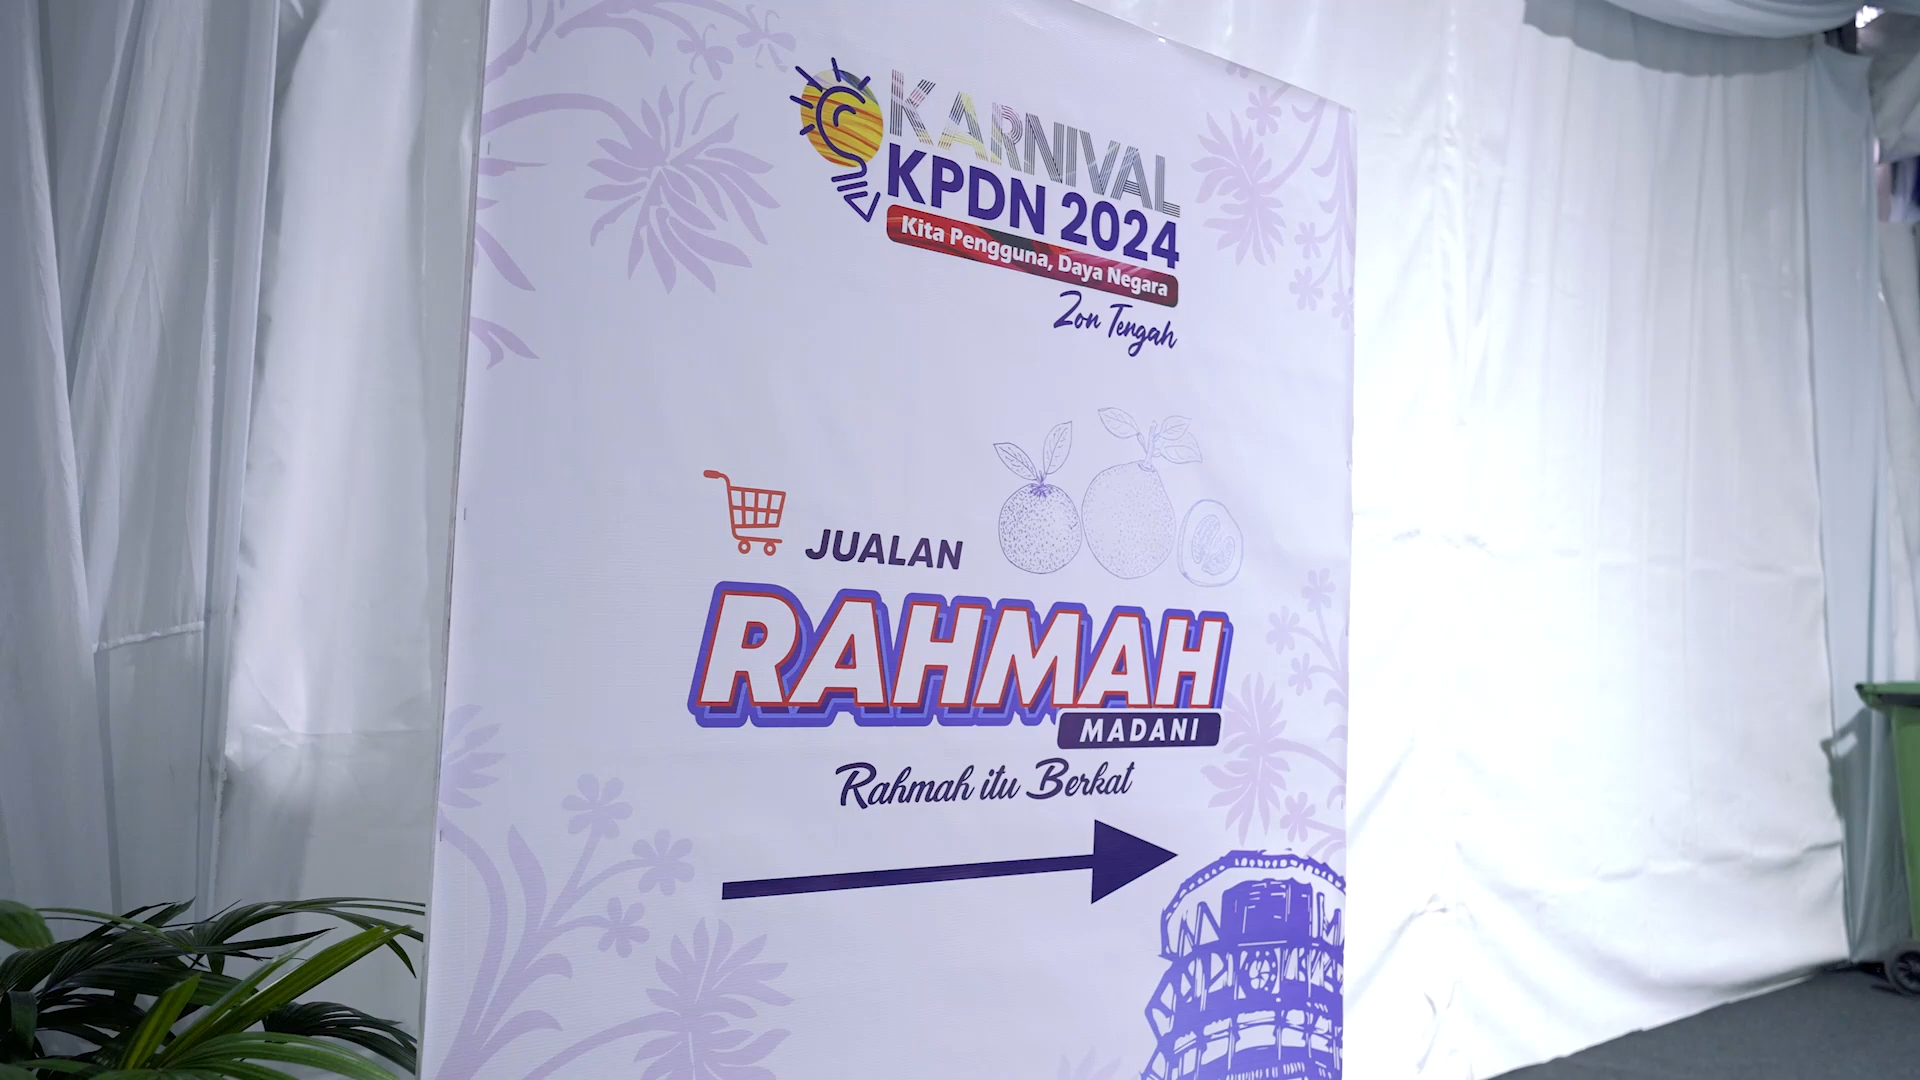 KARNIVAL
KPDN 2024
Kita Pengguna, Daya Negara
Zon Tengah
JUALAN
RAHMAH
MADANI
Rahmah itu Berkat